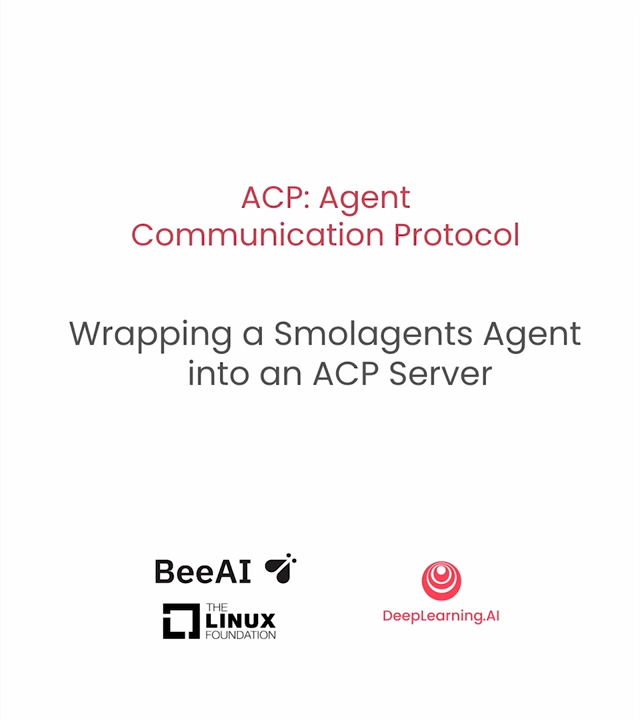 ACP: Agent
Communication Protocol
Wrapping a Smolagents Agent
into an ACP Server
BeeAI
THE
LINUX
FOUNDATION
DeepLearning.AI